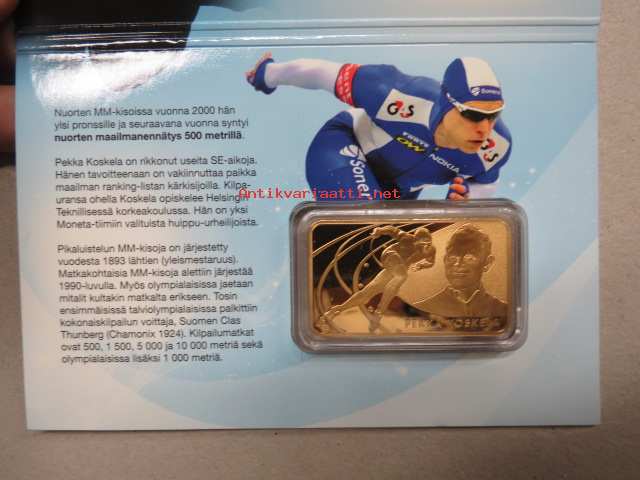 Nuorten MM-kisoissa vuonna 2000 hän
ylsi pronssille ja seuraavana vuonna syntyi
nuorten maailmanennätys 500 metrillä.
Pekka Koskela on rikkonut useita SE-aikoja.
Hänen tavoitteenaan on vakiinnuttaa paikka
maailman ranking-listan kärkisijoilla. Kilpa-
uransa ohella Koskela opiskelee Helsingin
Teknillisessä korkeakoulussa. Hän on yksi
Moneta-tiimiin valituista huippu-urheilijoista.
Pikaluistelun MM-kisoja on järjestetty
vuodesta 1893 lähtien (yleismestaruus).
Matkakohtaisia MM-kisoja alettiin järjestää
1990-luvulla. Myös olympialaisissa jaetaan
mitalit kultakin matkalta erikseen. Tosin
ensimmäisissä talviolympialaisissa palkittiin
kokonaiskilpailun voittaja, Suomen Clas
Thunberg (Chamonix 1924). Kilpailumatkat
ovat 500, 1 500, 5 000 ja 10 000 metriä sekä
olympialaisissa lisäksi 1 000 metriä.
Sonera
G4S
G4S
NOKIA
Sonera
Antikvariaatti.net
PEKKA KOSKELA